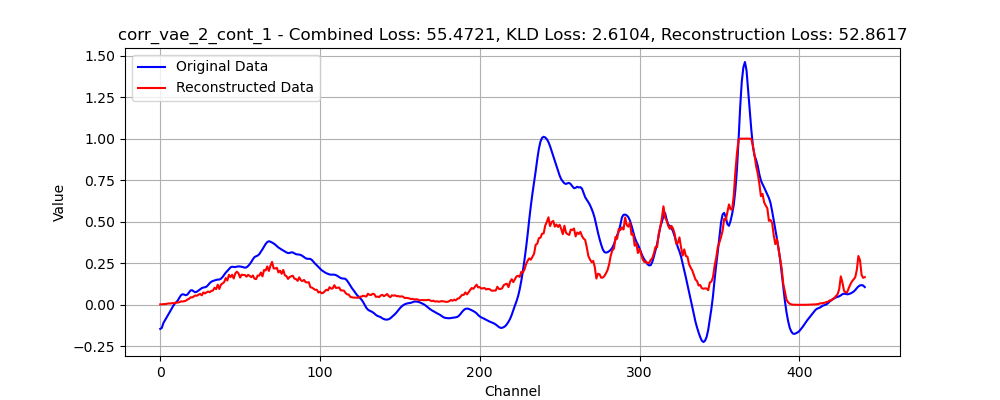 corr_vae_2_cont_1 - Combined Loss: 55.4721, KLD Loss: 2.6104, Reconstruction Loss: 52.8617
Original Data
Reconstructed Data
1.50
1.25
1.00
0.75
0.50
0.25
0.00
−0.25
Value
0 100 200 300 400
Channel